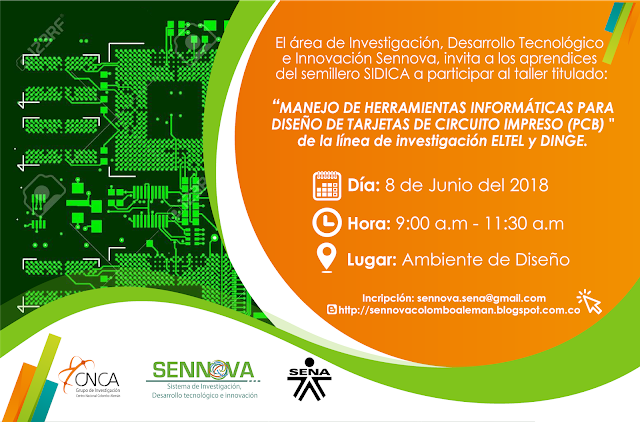 El área de Investigación, Desarrollo Tecnológico
e Innovación Sennova, invita a los aprendices
del semillero SIDICA a participar al taller titulado:
“MANEJO DE HERRAMIENTAS INFORMÁTICAS PARA
DISEÑO DE TARJETAS DE CIRCUITO IMPRESO (PCB) "
de la línea de investigación ELTEL y DINGE.
Día: 8 de Junio del 2018
Hora: 9:00 a.m - 11:30 a.m
Lugar: Ambiente de Diseño
Incripción: sennova.sena@gmail.com
http://sennovacolomboaleman.blogspot.com.co
CNCA
Grupo de Investigación
SENNOVA
Sistema de Investigación,
Desarrollo tecnológico e innovación
SENA
123RF